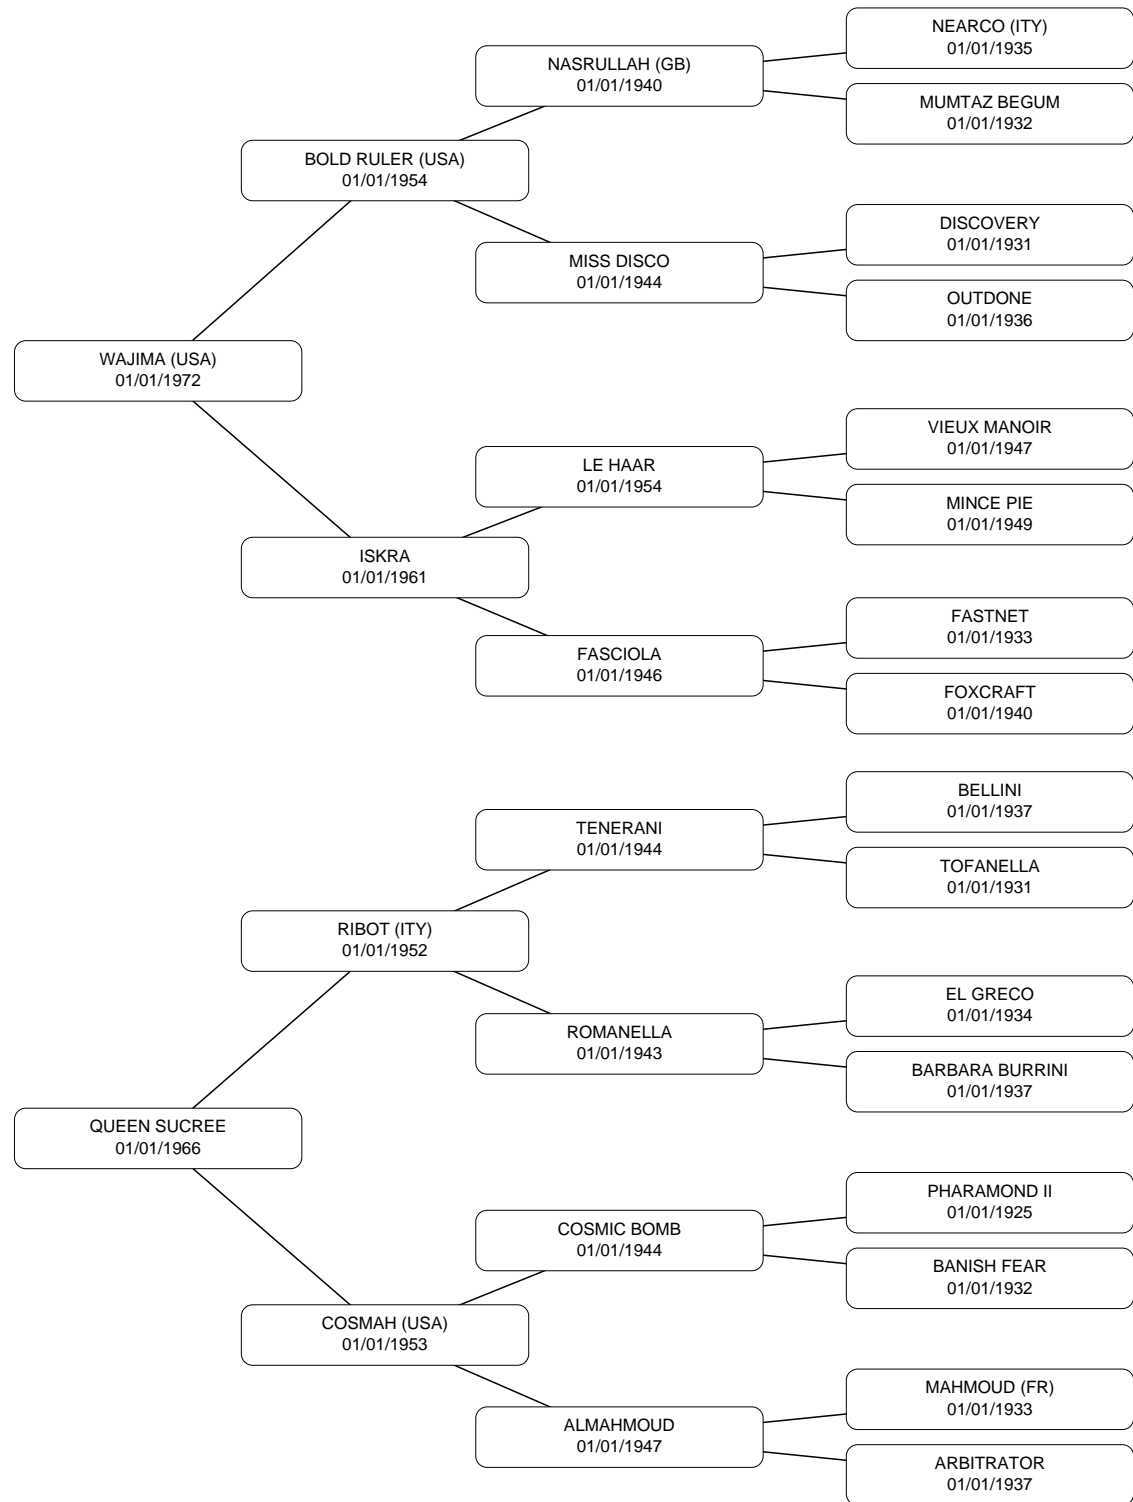 NEARCO (ITY)
01/01/1935
NASRULLAH (GB)
01/01/1940
MUMTAZ BEGUM
01/01/1932
BOLD RULER (USA)
01/01/1954
DISCOVERY
01/01/1931
MISS DISCO
01/01/1944
OUTDONE
01/01/1936
WAJIMA (USA)
01/01/1972
VIEUX MANOIR
01/01/1947
LE HAAR
01/01/1954
MINCE PIE
01/01/1949
ISKRA
01/01/1961
FASTNET
01/01/1933
FASCIOLA
01/01/1946
FOXCRAFT
01/01/1940
BELLINI
01/01/1937
TENERANI
01/01/1944
TOFANELLA
01/01/1931
RIBOT (ITY)
01/01/1952
EL GRECO
01/01/1934
ROMANELLA
01/01/1943
BARBARA BURRINI
01/01/1937
QUEEN SUCREE
01/01/1966
PHARAMOND II
01/01/1925
COSMIC BOMB
01/01/1944
BANISH FEAR
01/01/1932
COSMAH (USA)
01/01/1953
MAHMOUD (FR)
01/01/1933
ALMAHMOUD
01/01/1947
ARBITRATOR
01/01/1937